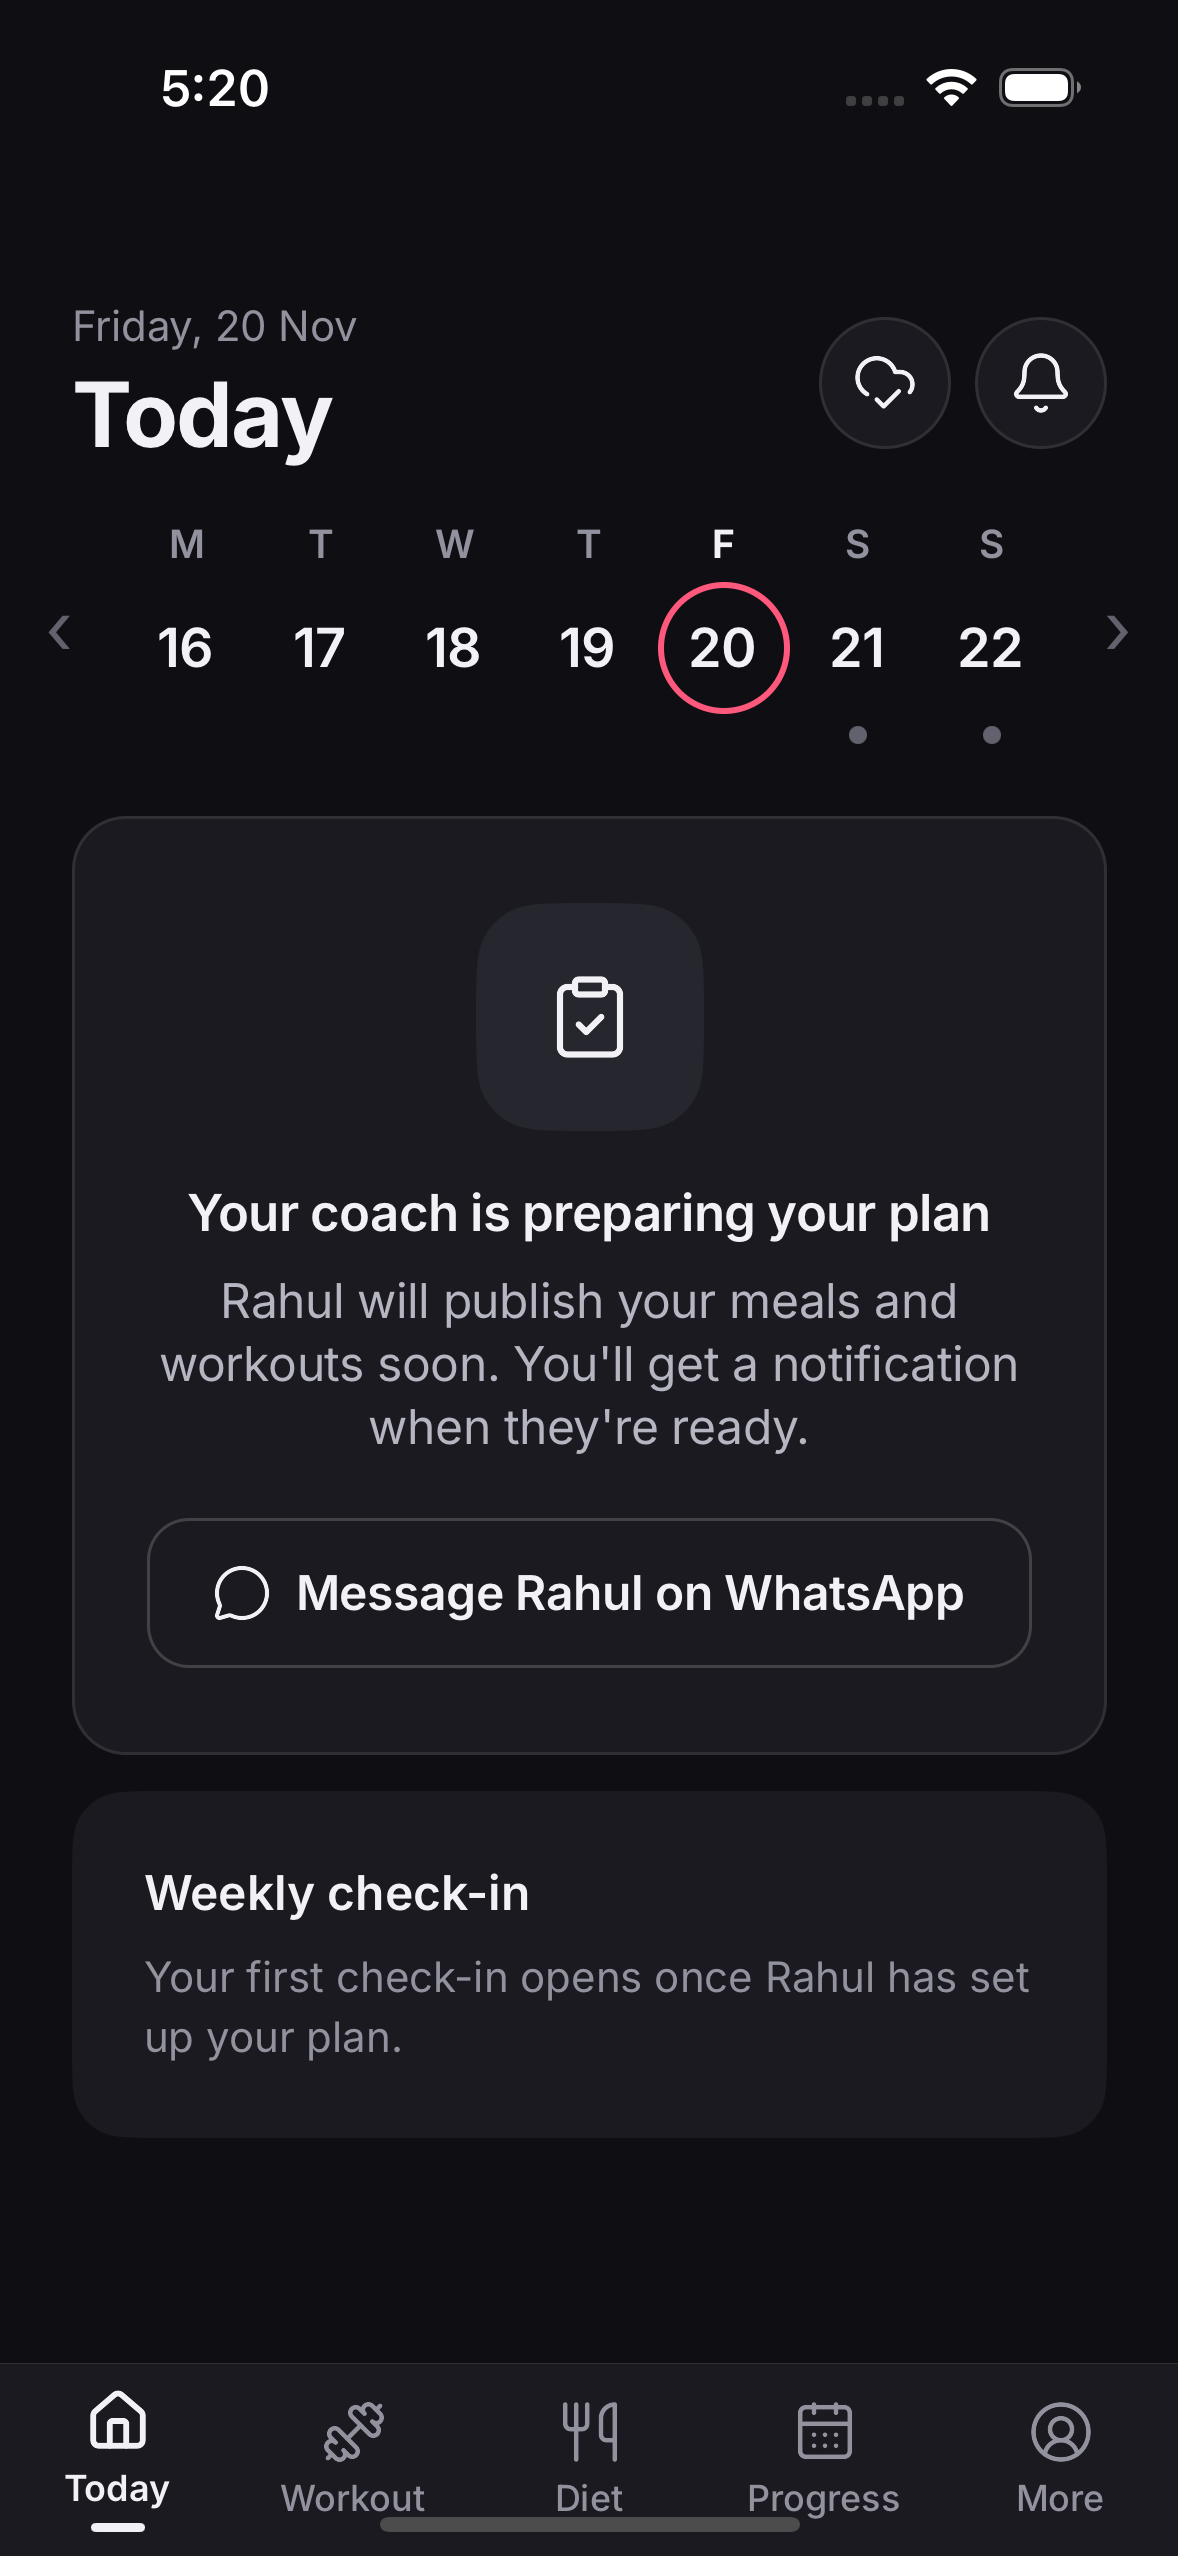 5:20
Friday, 20 Nov
Today
M T W T F S S
16 17 18 19 20 21 22
Your coach is preparing your plan
Rahul will publish your meals and
workouts soon. You'll get a notification
when they're ready.
Message Rahul on WhatsApp
Weekly check-in
Your first check-in opens once Rahul has set
up your plan.
Today Workout Diet Progress More